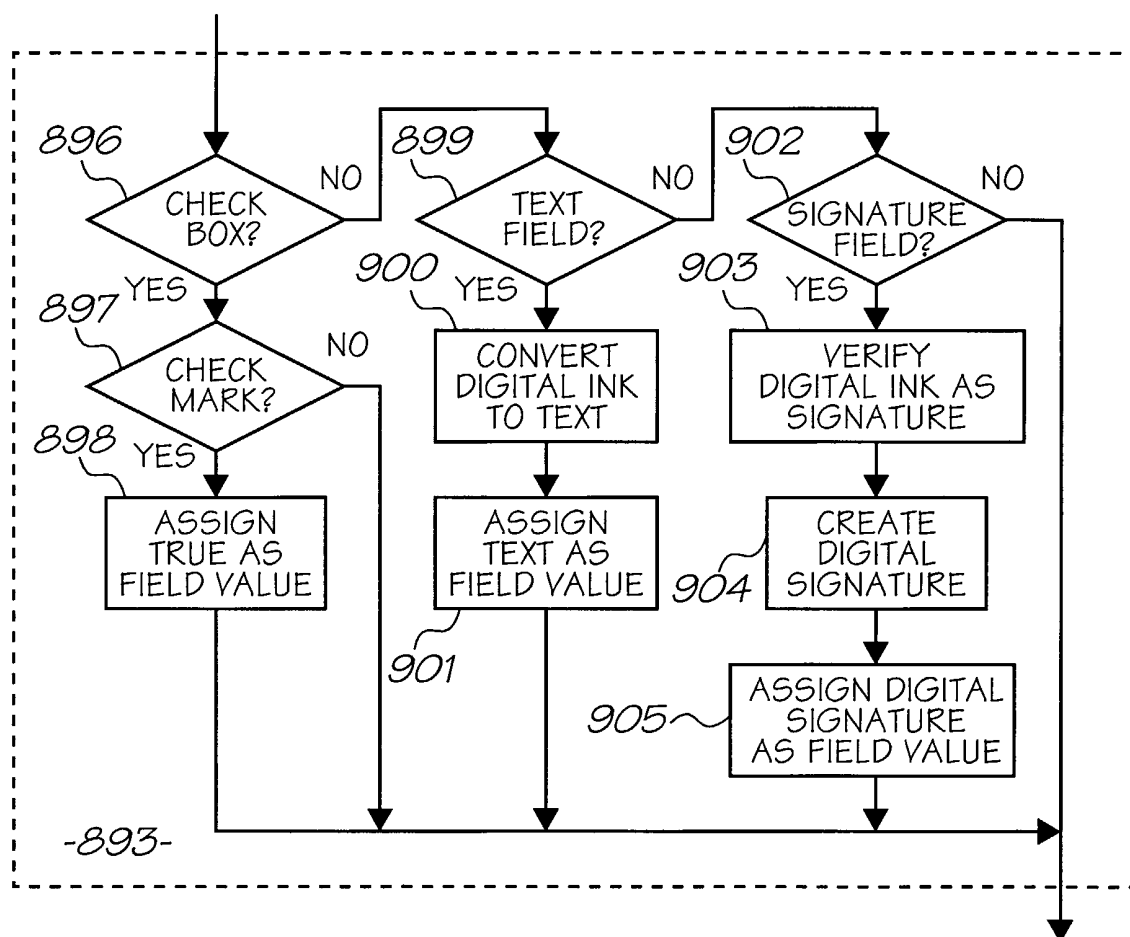 896
CHECK
BOX?
NO
YES
899
TEXT
FIELD?
NO
YES
902
SIGNATURE
FIELD?
NO
YES
897
CHECK
MARK?
NO
YES
900
CONVERT
DIGITAL INK
TO TEXT
903
VERIFY
DIGITAL INK AS
SIGNATURE
898
ASSIGN
TRUE AS
FIELD VALUE
ASSIGN
TEXT AS
FIELD VALUE
901
CREATE
DIGITAL
SIGNATURE
904
905
ASSIGN DIGITAL
SIGNATURE
AS FIELD VALUE
-893-